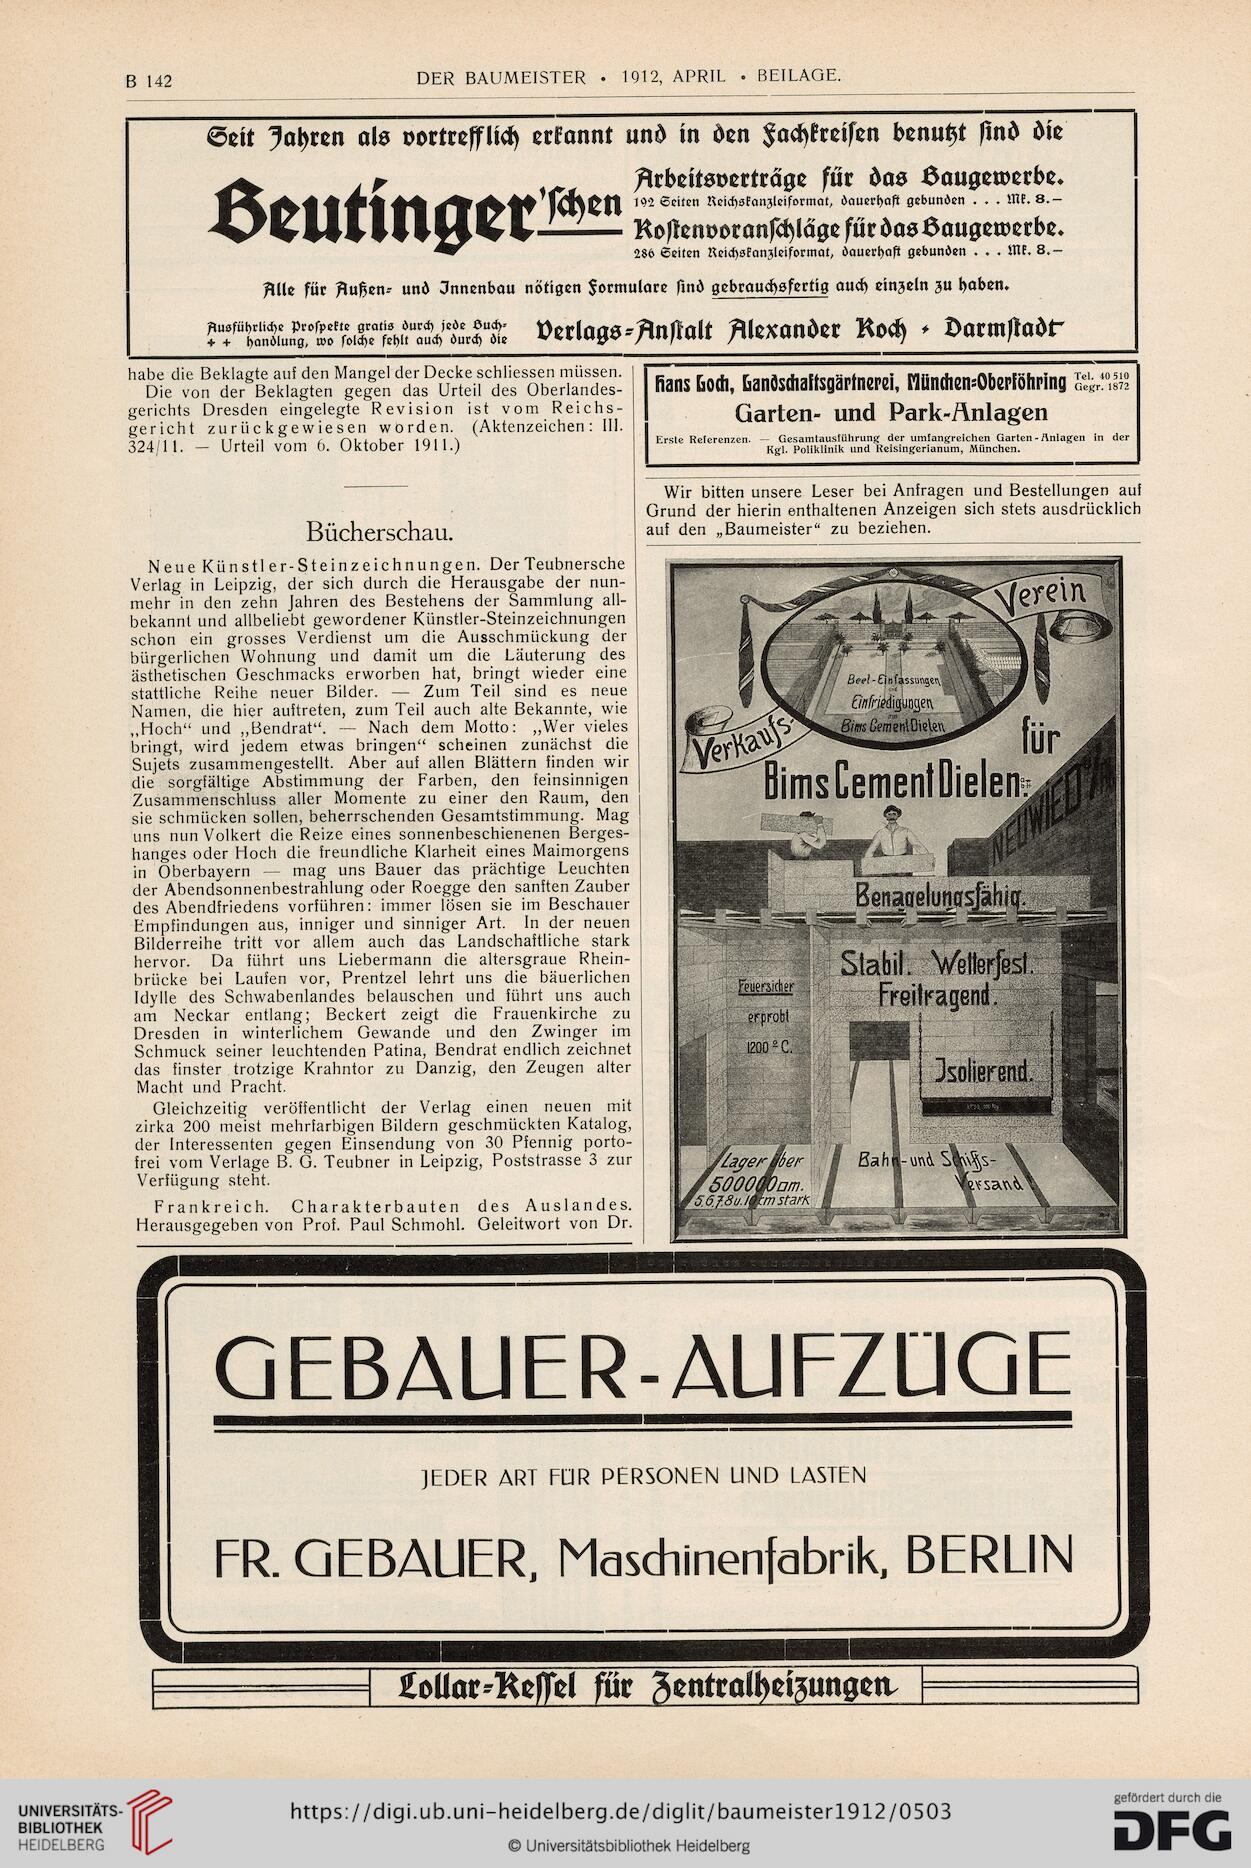 B 142
DER BAUMEISTER • 1912, APRIL • BEILAGE.
Seit Jahren als vortrefflich erkannt und in den Fachkreisen benutzt sind die
Beutinger'schen
Arbeitsverträge für das Baugewerbe.
192 Seiten Reichskanzleiformat, dauerhaft gebunden . . . Mk. 8.—
Kostenvoranschläge für das Baugewerbe.
286 Seiten Reichskanzleiformat, dauerhaft gebunden . . . Mk. 8.—
Alle für Außen- und Innenbau nötigen Formulare sind gebrauchsfertig auch einzeln zu haben.
Ausführliche Prospekte gratis durch jede Buch-
+ + handlung, wo solche fehlt auch durch die
Verlags-Anstalt Alexander Koch • Darmstadt
habe die Beklagte auf den Mangel der Decke schliessen müssen.
Die von der Beklagten gegen das Urteil des Oberlandes-
gerichts Dresden eingelegte Revision ist vom Reichs-
gericht zurückgewiesen worden. (Aktenzeichen: III.
324/11. — Urteil vom 6. Oktober 1911.)
Bücherschau.
Neue Künstler-Steinzeichnungen. Der Teubnersche
Verlag in Leipzig, der sich durch die Herausgabe der nun-
mehr in den zehn Jahren des Bestehens der Sammlung all-
bekannt und allbeliebt gewordener Künstler-Steinzeichnungen
schon ein grosses Verdienst um die Ausschmückung der
bürgerlichen Wohnung und damit um die Läuterung des
ästhetischen Geschmacks erworben hat, bringt wieder eine
stattliche Reihe neuer Bilder. — Zum Teil sind es neue
Namen, die hier auftreten, zum Teil auch alte Bekannte, wie
„Hoch“ und „Bendrat“. — Nach dem Motto: „Wer vieles
bringt, wird jedem etwas bringen“ scheinen zunächst die
Sujets zusammengestellt. Aber auf allen Blättern finden wir
die sorgfältige Abstimmung der Farben, den feinsinnigen
Zusammenschluss aller Momente zu einer den Raum, den
sie schmücken sollen, beherrschenden Gesamtstimmung. Mag
uns nun Volkert die Reize eines sonnenbeschienenen Berges-
hanges oder Hoch die freundliche Klarheit eines Maimorgens
in Oberbayern — mag uns Bauer das prächtige Leuchten
der Abendsonnenbestrahlung oder Roegge den sanften Zauber
des Abendfriedens vorführen: immer lösen sie im Beschauer
Empfindungen aus, inniger und sinniger Art. In der neuen
Bilderreihe tritt vor allem auch das Landschaftliche stark
hervor. Da führt uns Liebermann die altersgraue Rhein-
brücke bei Laufen vor, Prentzel lehrt uns die bäuerlichen
Idylle des Schwabenlandes belauschen und führt uns auch
am Neckar entlang; Beckert zeigt die Frauenkirche zu
Dresden in winterlichem Gewande und den Zwinger im
Schmuck seiner leuchtenden Patina, Bendrat endlich zeichnet
das finster trotzige Krahntor zu Danzig, den Zeugen alter
Macht und Pracht.
Gleichzeitig veröffentlicht der Verlag einen neuen mit
zirka 200 meist mehrfarbigen Bildern geschmückten Katalog,
der Interessenten gegen Einsendung von 30 Pfennig porto-
frei vom Verlage B. G. Teubner in Leipzig, Poststrasse 3 zur
Verfügung steht.
Frankreich. Charakterbauten des Auslandes.
Herausgegeben von Prof. Paul Schmohl. Geleitwort von Dr.
Hans Goch, Gandschaftsgärtnerei, München-Oberföhring Tel. 40 510
Gegr. 1872
Garten- und Park-Anlagen
Erste Referenzen. — Gesamtausführung der umfangreichen Garten-Anlagen in der
Kgl. Poliklinik und Reisingerianum, München.
Wir bitten unsere Leser bei Anfragen und Bestellungen auf
Grund der hierin enthaltenen Anzeigen sich stets ausdrücklich
auf den „Baumeister“ zu beziehen.
Verein
Beet-Einfassungen
Einfriedigungen
Bims Cement Dielen
Verkaufs-
für
Bims Cement Dielen
NEUWIED a/Rh
Benagelungsfähig.
Stabil. Wetterfest.
Freitragend.
Feuersicher
erprobt
1200 º C.
Isolierend.
Lager über
500000 □m.
5.6.7.8 u. 10 cm stark
Bahn- und Schiffs-
Versand
GEBAUER-AUFZÜGE
JEDER ART FÜR PERSONEN UND LASTEN
FR. GEBAUER, Maschinenfabrik, BERLIN
Lollar-Kessel für Zentralheizungen
UNIVERSITÄTS-
BIBLIOTHEK
HEIDELBERG
https://digi.ub.uni-heidelberg.de/diglit/baumeister1912/0503
© Universitätsbibliothek Heidelberg
gefördert durch die
DFG